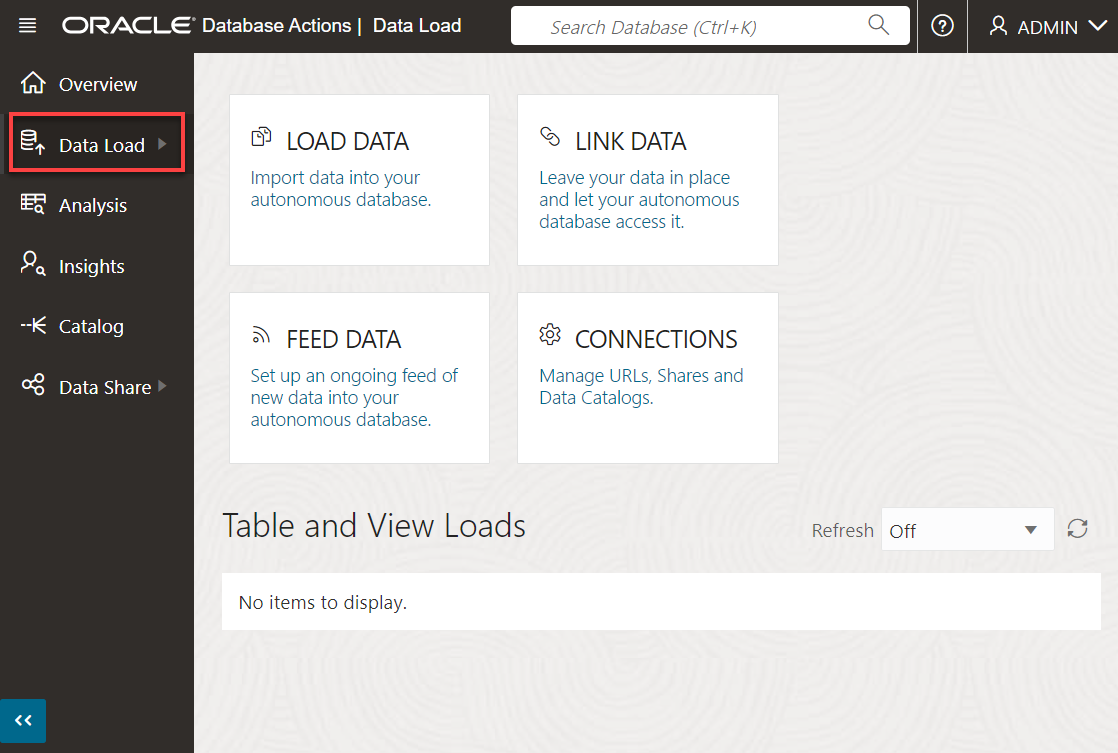 ORACLE Database Actions | Data Load
Search Database (Ctrl+K)
ADMIN
Overview
Data Load
Analysis
Insights
Catalog
Data Share
LOAD DATA
Import data into your
autonomous database.
LINK DATA
Leave your data in place
and let your autonomous
database access it.
FEED DATA
Set up an ongoing feed of
new data into your
autonomous database.
CONNECTIONS
Manage URLs, Shares and
Data Catalogs.
Table and View Loads
Refresh Off
No items to display.